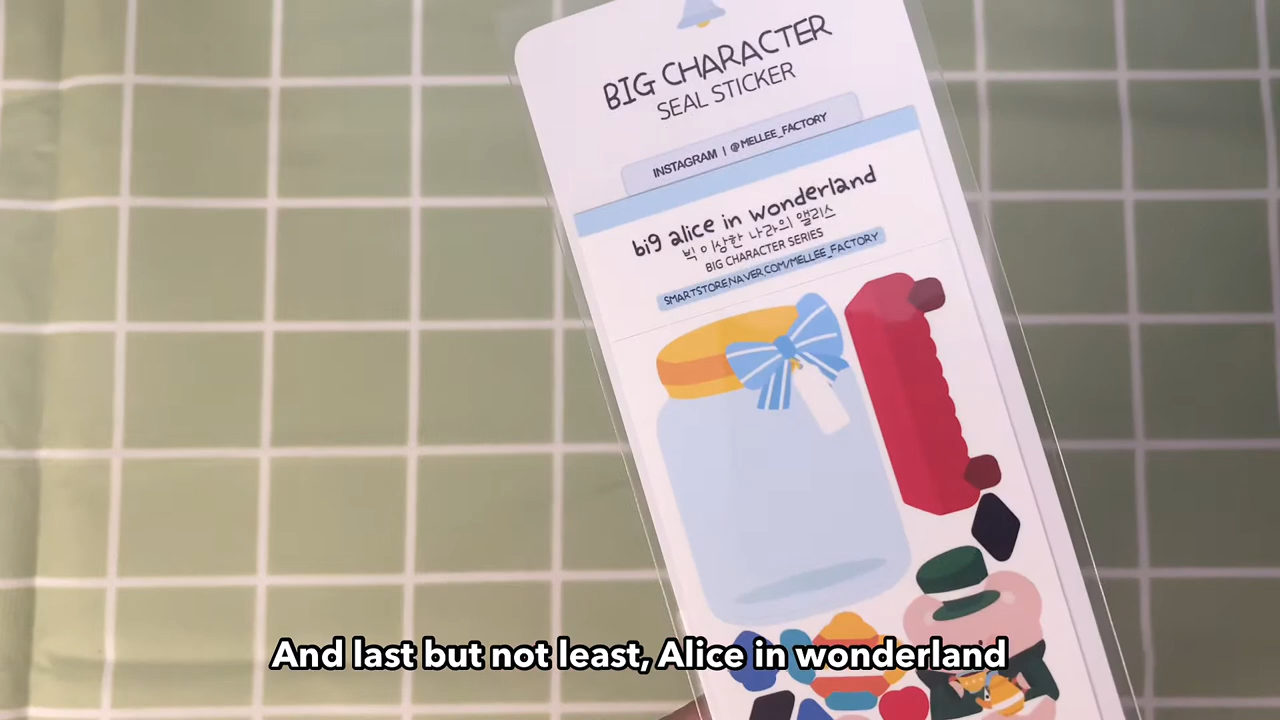 BIG CHARACTER
SEAL STICKER
INSTAGRAM | @MELLEE_FACTORY
big alice in wonderland
빅 이상한 나라의 앨리스
BIG CHARACTER SERIES
SMARTSTORE.NAVER.COM/MELLEE_FACTORY
And last but not least, Alice in wonderland